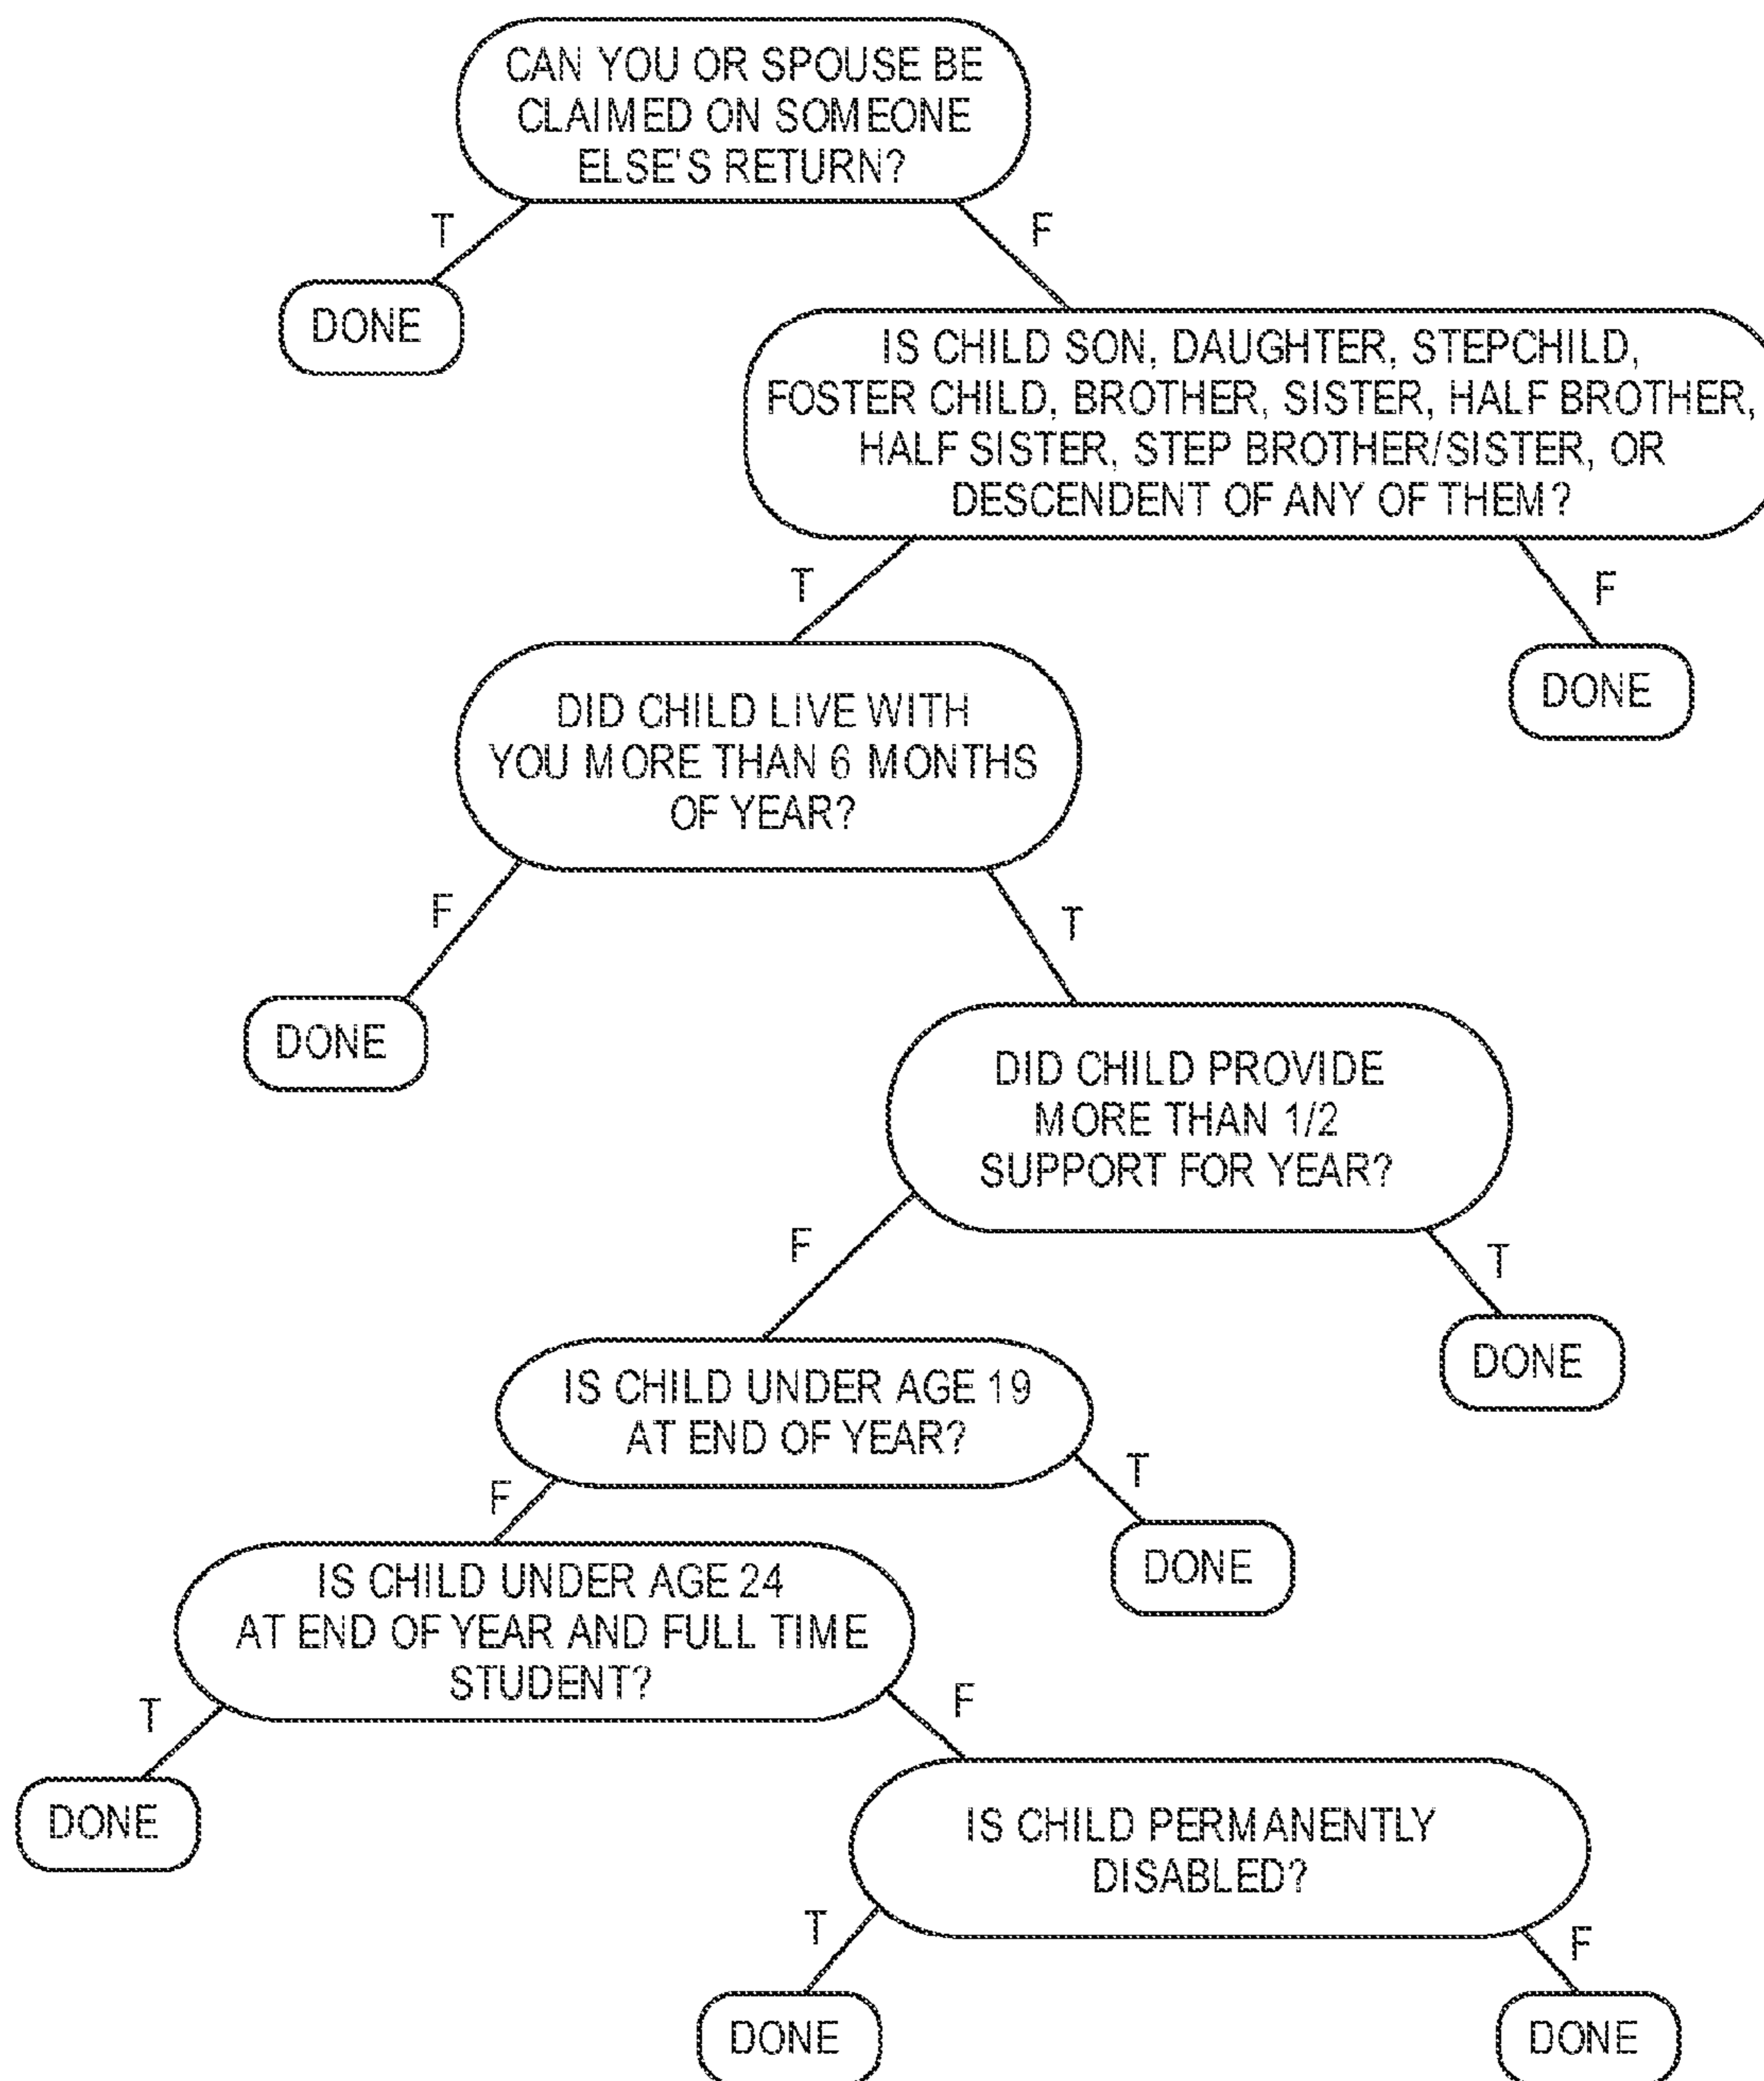 CAN YOU OR SPOUSE BE
CLAIMED ON SOMEONE
ELSE'S RETURN?
T
F
DONE
IS CHILD SON, DAUGHTER, STEPCHILD,
FOSTER CHILD, BROTHER, SISTER, HALF BROTHER,
HALF SISTER, STEP BROTHER/SISTER, OR
DESCENDENT OF ANY OF THEM?
T
F
DONE
DID CHILD LIVE WITH
YOU MORE THAN 6 MONTHS
OF YEAR?
F
T
DONE
DID CHILD PROVIDE
MORE THAN 1/2
SUPPORT FOR YEAR?
F
T
DONE
IS CHILD UNDER AGE 19
AT END OF YEAR?
F
T
DONE
IS CHILD UNDER AGE 24
AT END OF YEAR AND FULL TIME
STUDENT?
T
F
DONE
IS CHILD PERMANENTLY
DISABLED?
T
F
DONE
DONE